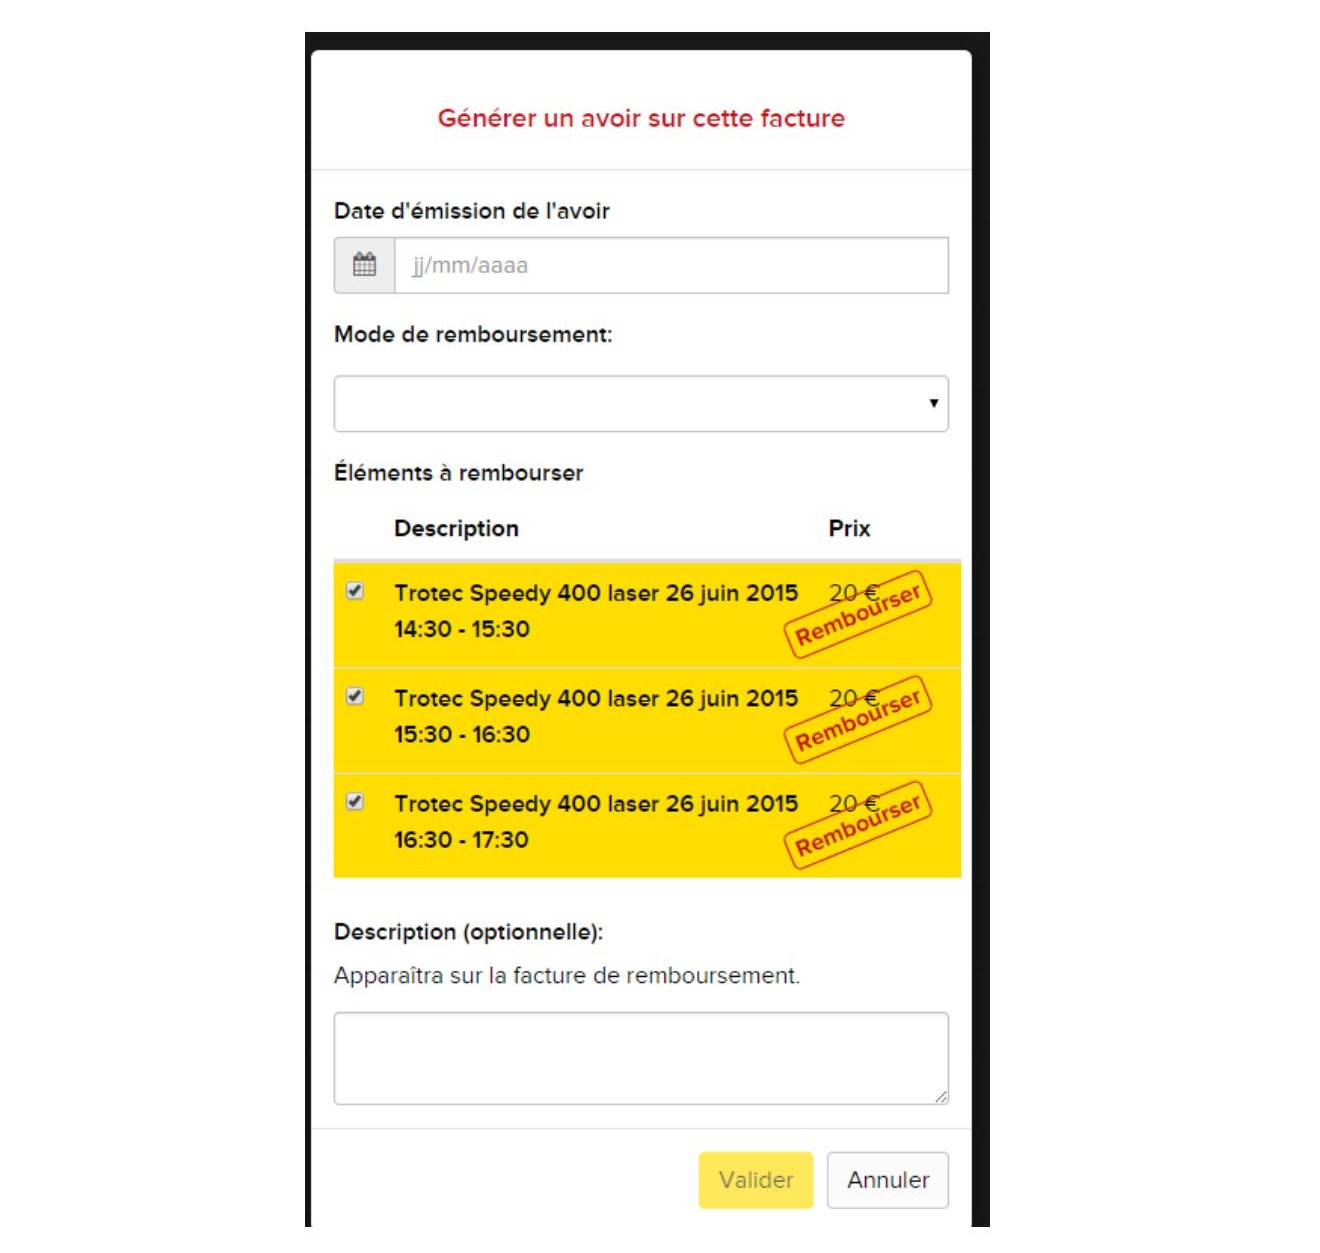 Générer un avoir sur cette facture
Date d'émission de l'avoir
jj/mm/aaaa
Mode de remboursement:
Éléments à rembourser
Description Prix
Trotec Speedy 400 laser 26 juin 2015 20 €
14:30 - 15:30 Rembourser
Trotec Speedy 400 laser 26 juin 2015 20 €
15:30 - 16:30 Rembourser
Trotec Speedy 400 laser 26 juin 2015 20 €
16:30 - 17:30 Rembourser
Description (optionnelle):
Apparaîtra sur la facture de remboursement.
Valider Annuler